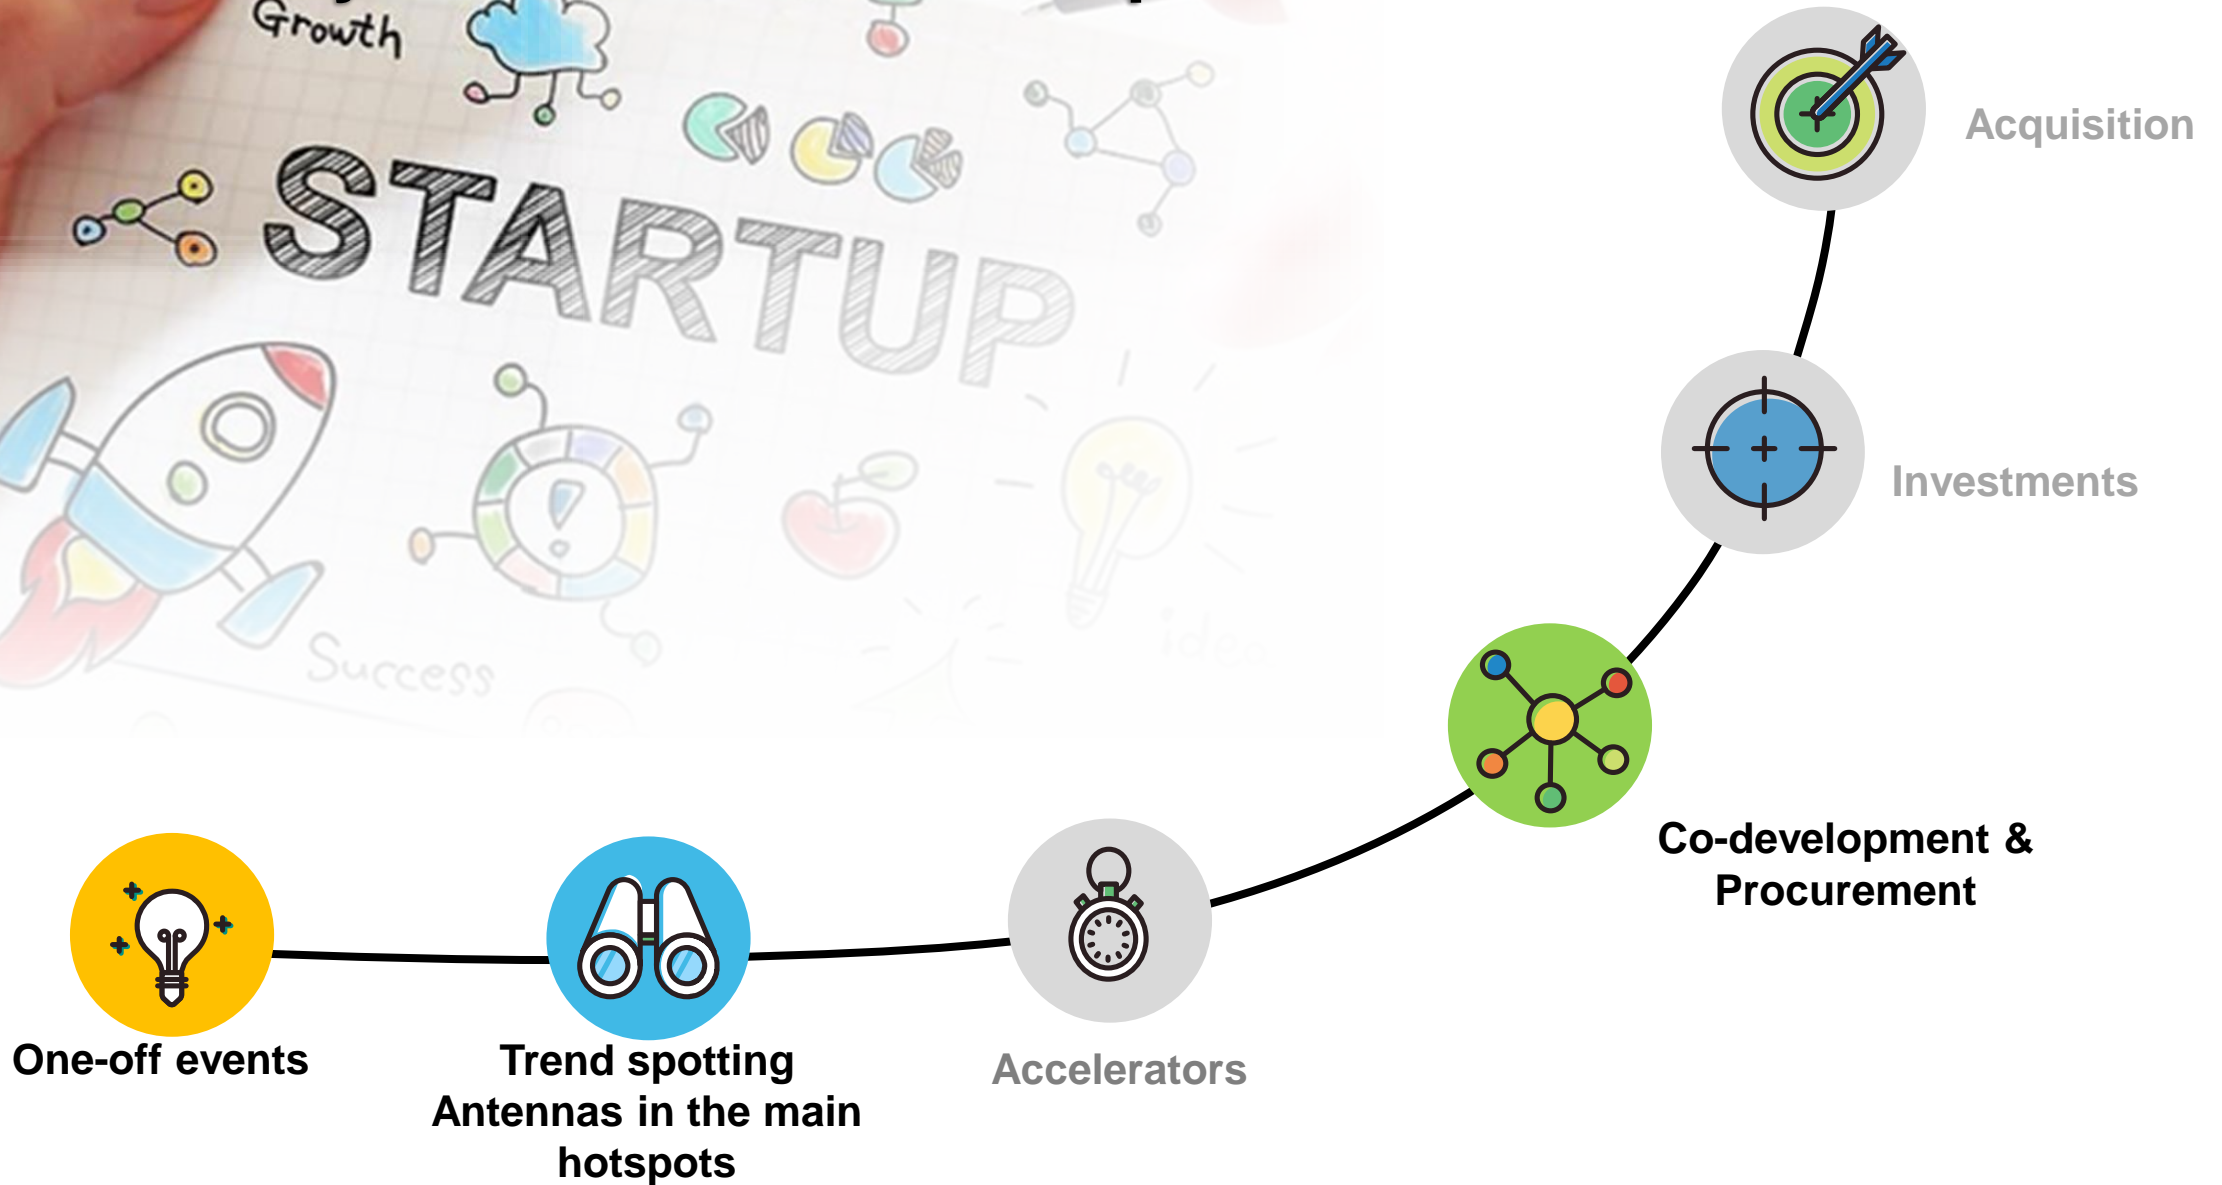 Growth
STARTUP
Success
idea
Acquisition
Investments
Co-development &
Procurement
One-off events
Trend spotting
Antennas in the main
hotspots
Accelerators